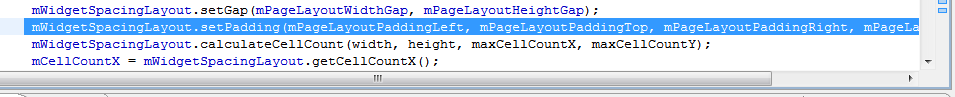 mWidgetSpacingLayout.setGap(mPageLayoutWidthGap, mPageLayoutHeightGap);
mWidgetSpacingLayout.setPadding(mPageLayoutPaddingLeft, mPageLayoutPaddingTop, mPageLayoutPaddingRight, mPageLa
mWidgetSpacingLayout.calculateCellCount(width, height, maxCellCountX, maxCellCountY);
mCellCountX = mWidgetSpacingLayout.getCellCountX();